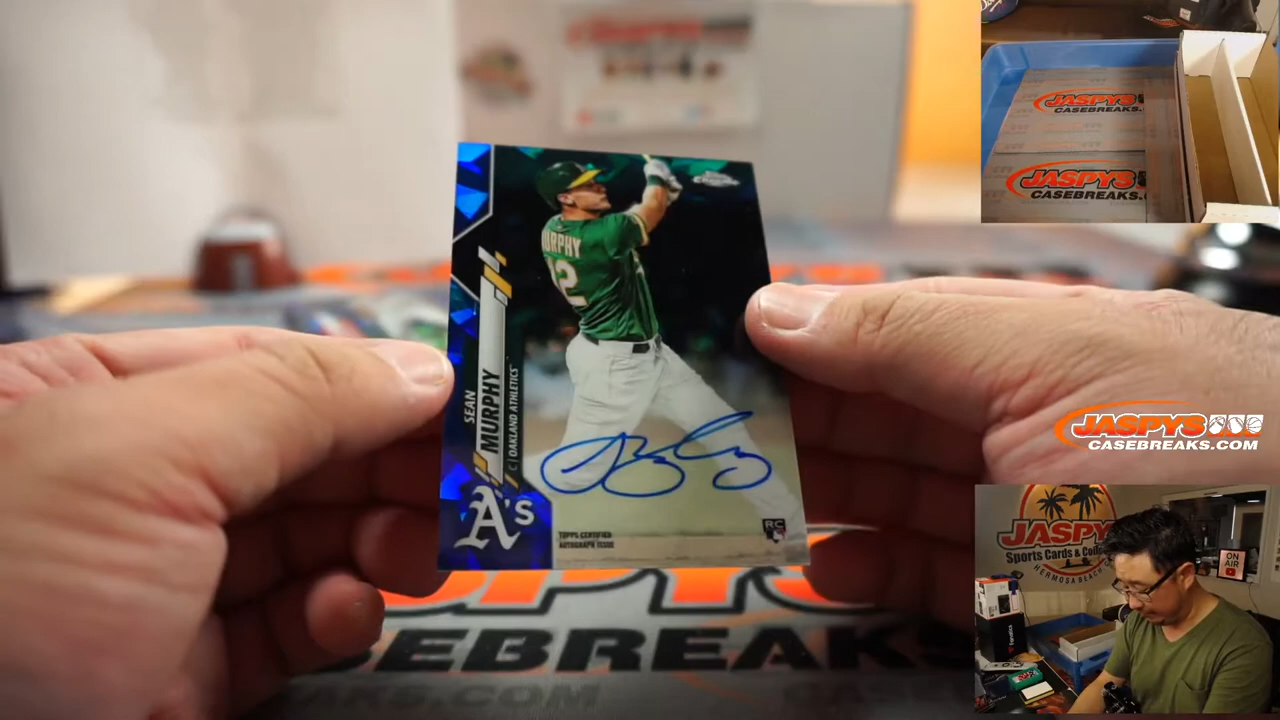 MURPHY
12
SEAN
MURPHY
C | OAKLAND ATHLETICS
A's
TOPPS CERTIFIED
AUTOGRAPH ISSUE
RC
CASEBREAKS
JASPYS
CASEBREAKS.
JASPYS
CASEBREAKS.C
JASPYS
CASEBREAKS.COM
JASPYS
Sports Cards & Coll
HERMOSA BEACH
ON
AIR